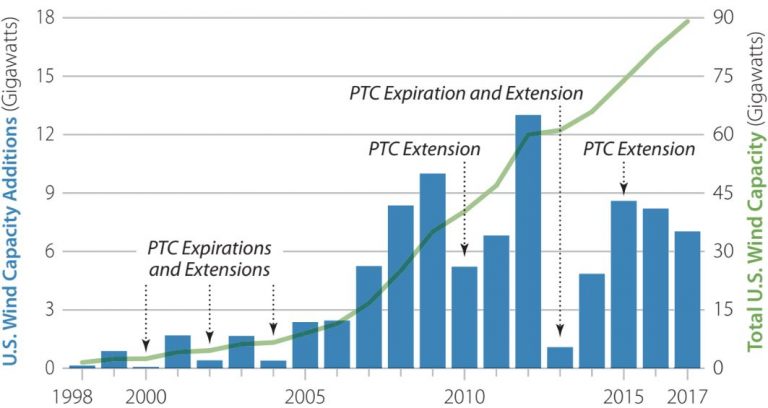 U.S. Wind Capacity Additions (Gigawatts)
18
15
12
9
6
3
0
PTC Expiration and Extension
PTC Extension
PTC Extension
PTC Expirations
and Extensions
90
75
60
45
30
15
0
Total U.S. Wind Capacity (Gigawatts)
1998
2000
2005
2010
2015
2017